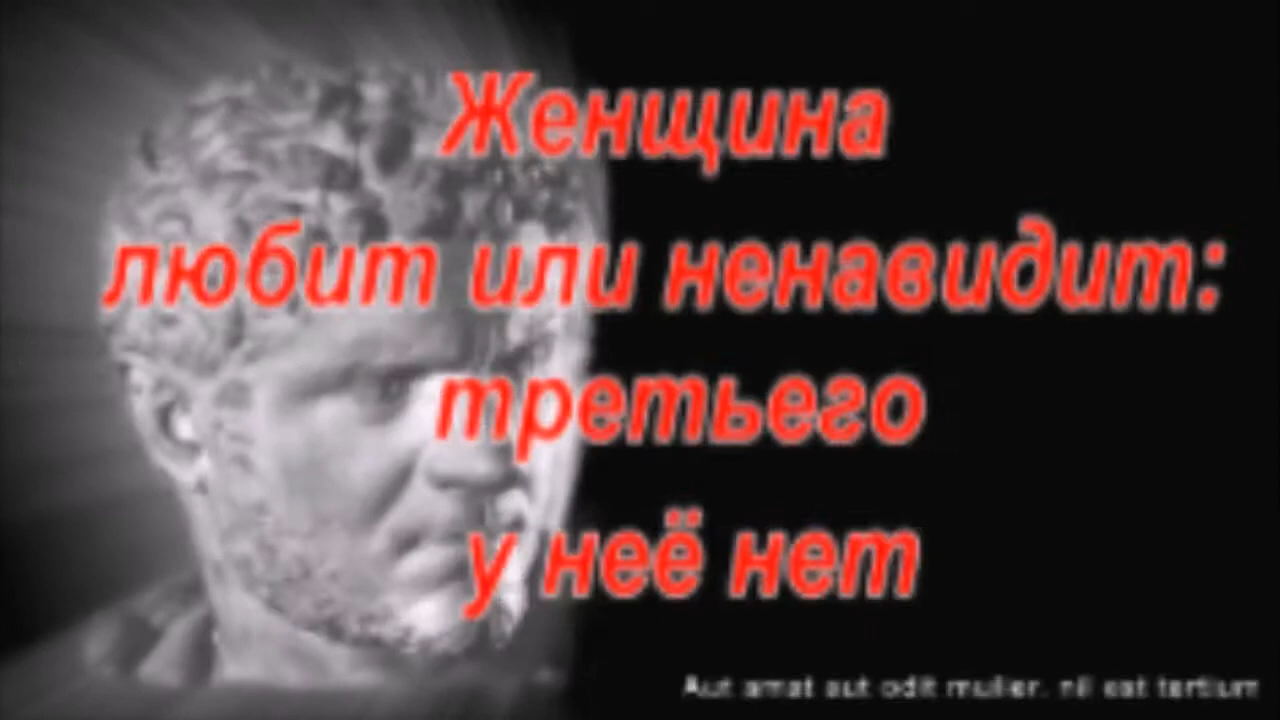 Женщина
любит или ненавидит:
третьего
у неё нет
Aut amat aut odit mulier. nil est tertium